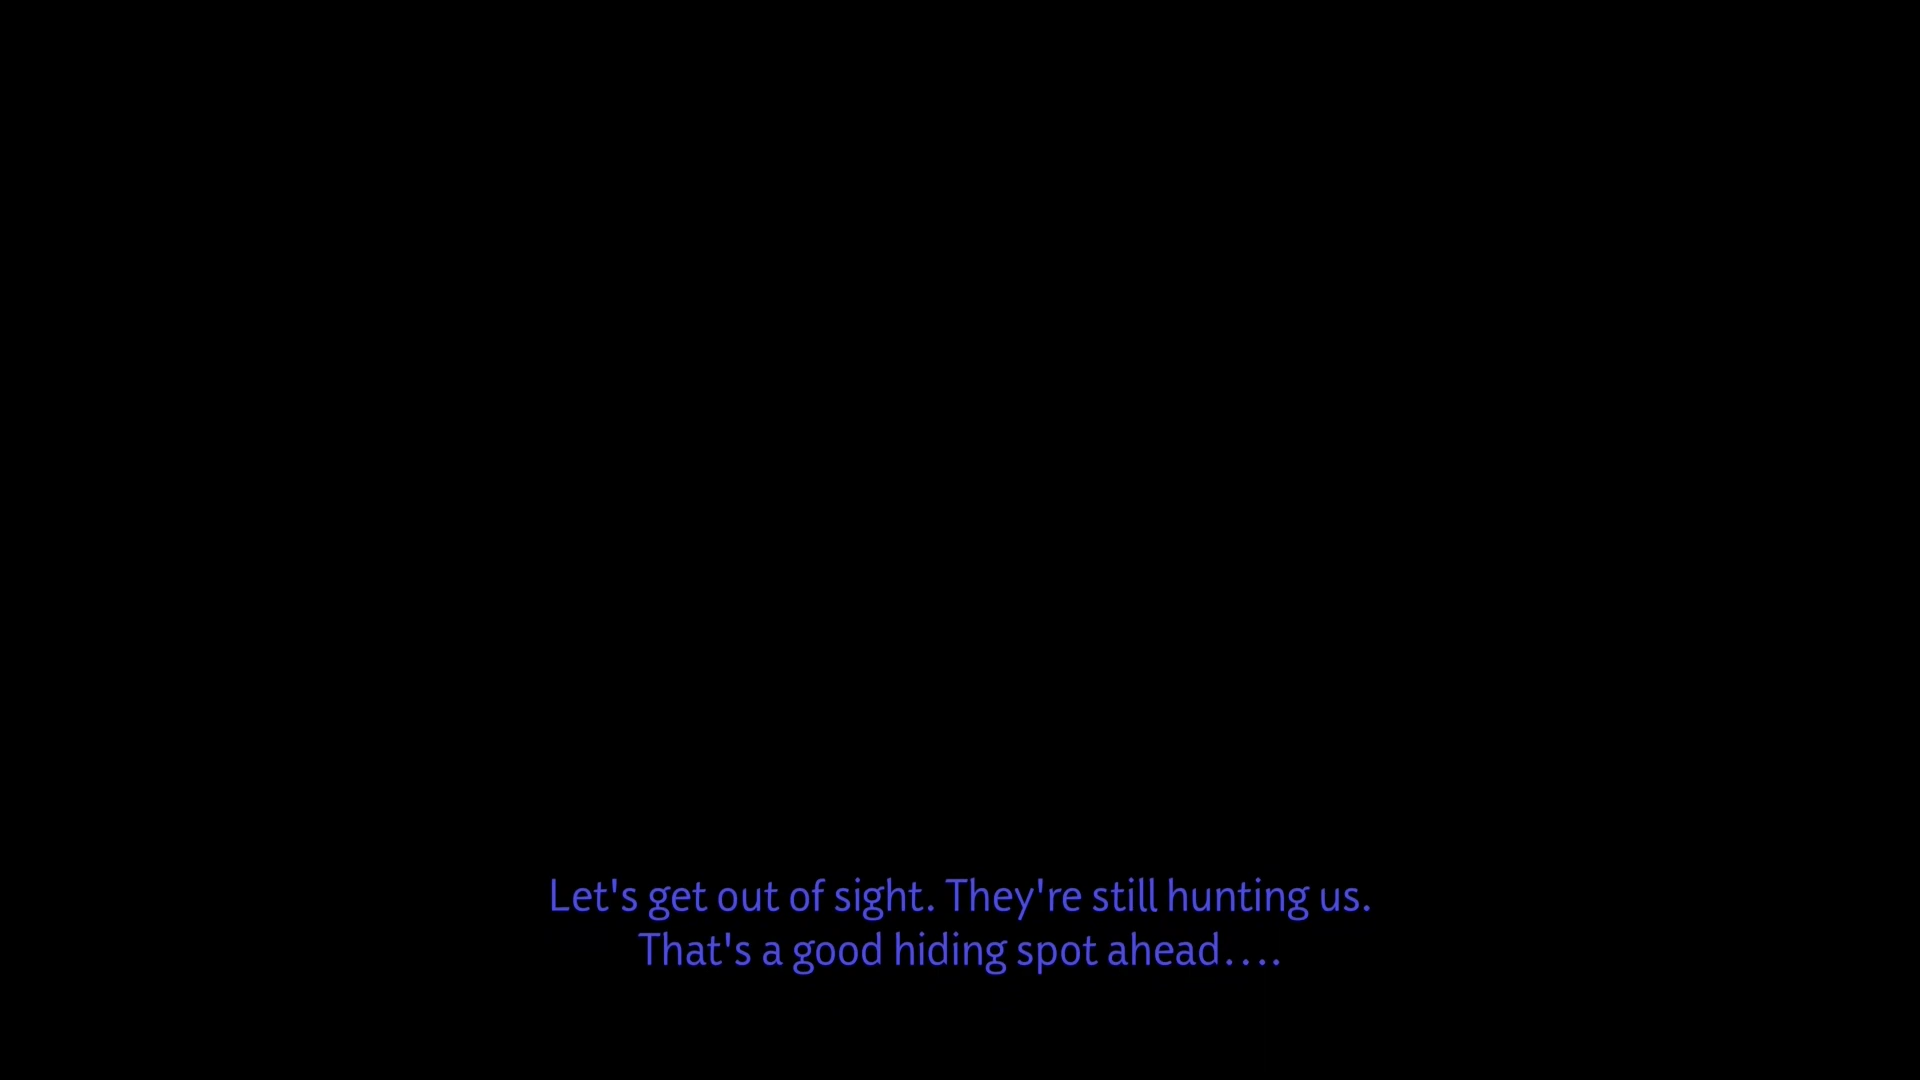 Let's get out of sight. They're still hunting us.
That's a good hiding spot ahead....